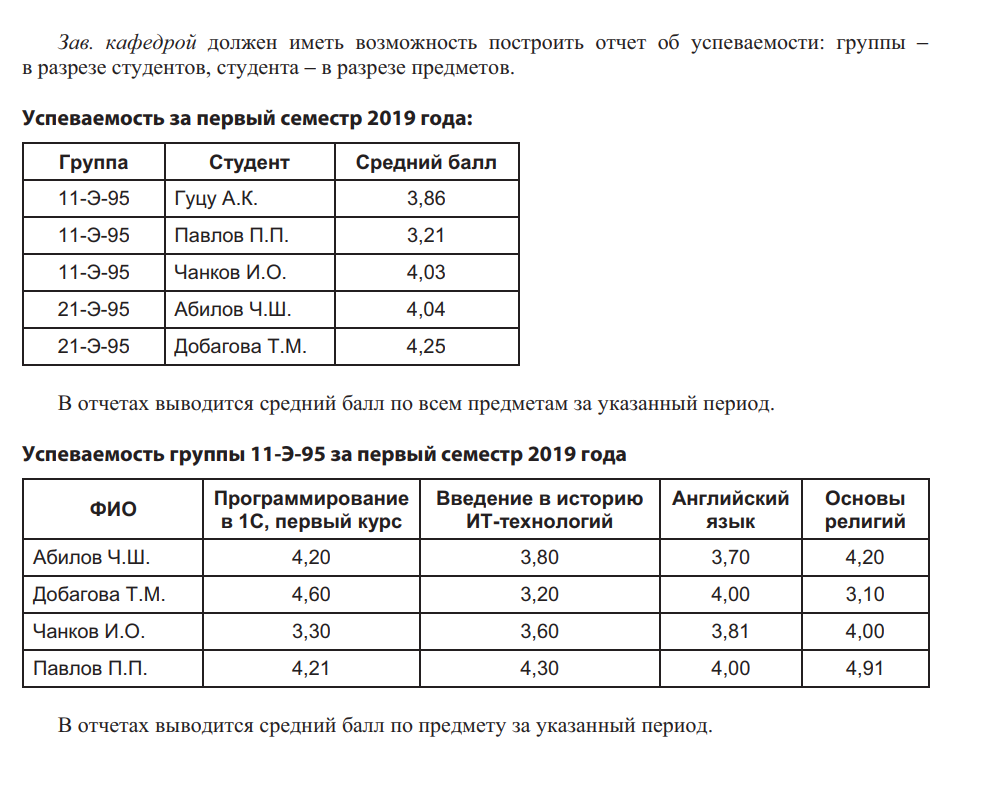 Зав. кафедрой должен иметь возможность построить отчет об успеваемости: группы –
в разрезе студентов, студента – в разрезе предметов.
Успеваемость за первый семестр 2019 года:
Группа Студент Средний балл
11-Э-95 Гуцу А.К. 3,86
11-Э-95 Павлов П.П. 3,21
11-Э-95 Чанков И.О. 4,03
21-Э-95 Абилов Ч.Ш. 4,04
21-Э-95 Добагова Т.М. 4,25
В отчетах выводится средний балл по всем предметам за указанный период.
Успеваемость группы 11-Э-95 за первый семестр 2019 года
ФИО Программирование в 1С, первый курс Введение в историю ИТ-технологий Английский язык Основы религий
Абилов Ч.Ш. 4,20 3,80 3,70 4,20
Добагова Т.М. 4,60 3,20 4,00 3,10
Чанков И.О. 3,30 3,60 3,81 4,00
Павлов П.П. 4,21 4,30 4,00 4,91
В отчетах выводится средний балл по предмету за указанный период.